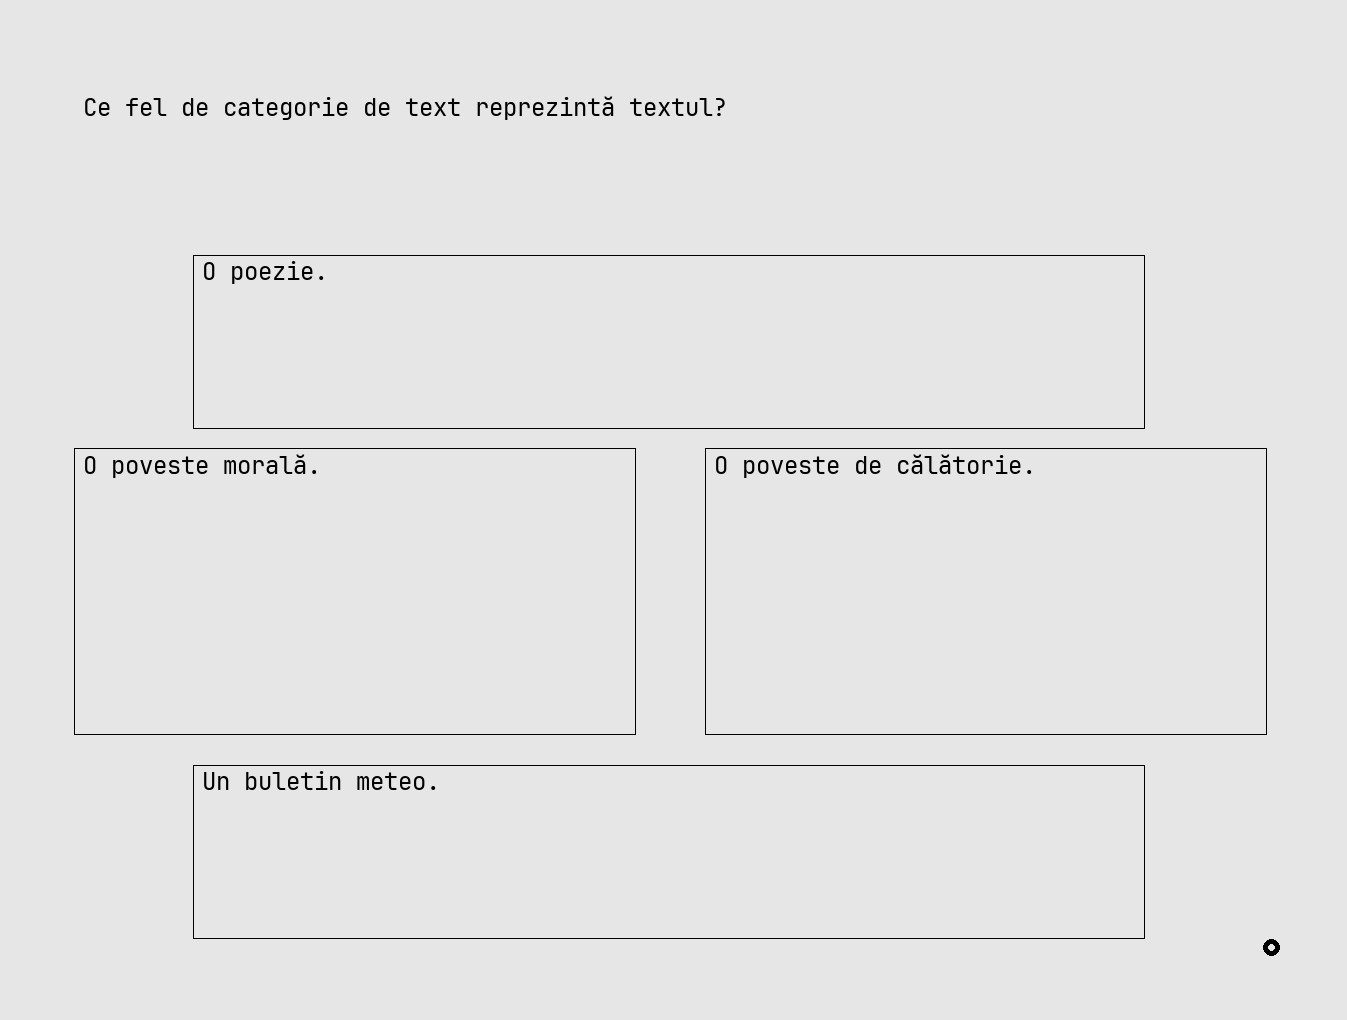 Ce fel de categorie de text reprezintă textul?
O poezie.
O poveste morală.
O poveste de călătorie.
Un buletin meteo.